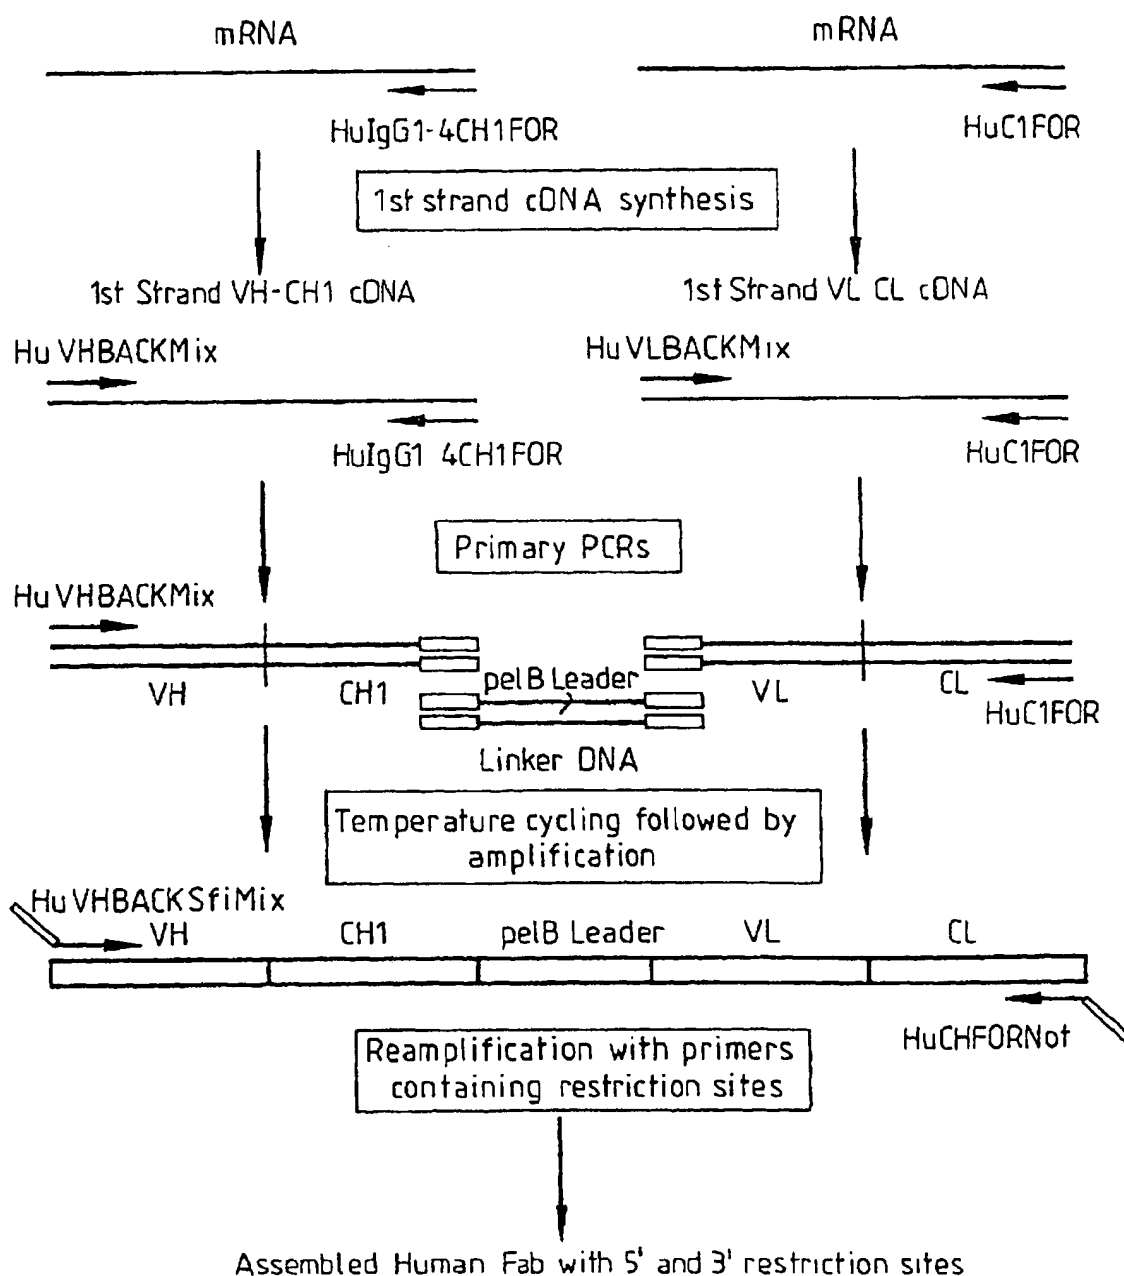 mRNA
mRNA
HuIgG1-4CH1FOR
HuC1FOR
1st strand cDNA synthesis
1st Strand VH-CH1 cDNA
1st Strand VL CL cDNA
Hu VHBACKMix
Hu VLBACKMix
HuIgG1 4CH1FOR
HuC1FOR
Primary PCRs
Hu VHBACKMix
VH
CH1
pelB Leader
VL
CL
HuC1FOR
Linker DNA
Temperature cycling followed by
amplification
Hu VHBACKSfiMix
VH
CH1
pelB Leader
VL
CL
HuCHFORNot
Reamplification with primers
containing restriction sites
Assembled Human Fab with 5' and 3' restriction sites